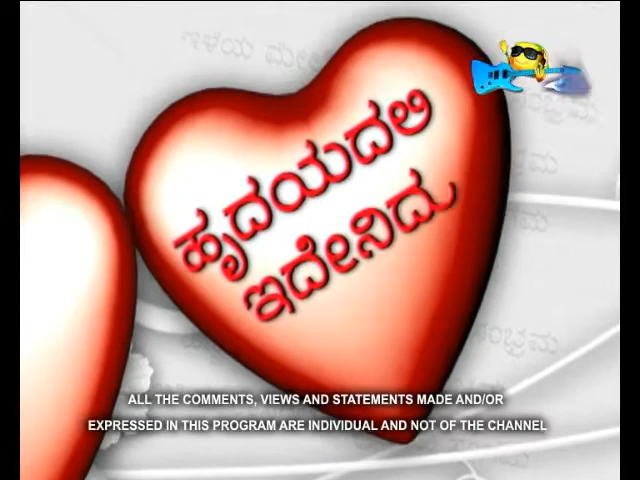 ಇಳೆಯ ಮೇಲೆ
ಹೃದಯದಲಿ
ಇದೇನಿದು
ALL THE COMMENTS, VIEWS AND STATEMENTS MADE AND/OR
EXPRESSED IN THIS PROGRAM ARE INDIVIDUAL AND NOT OF THE CHANNEL